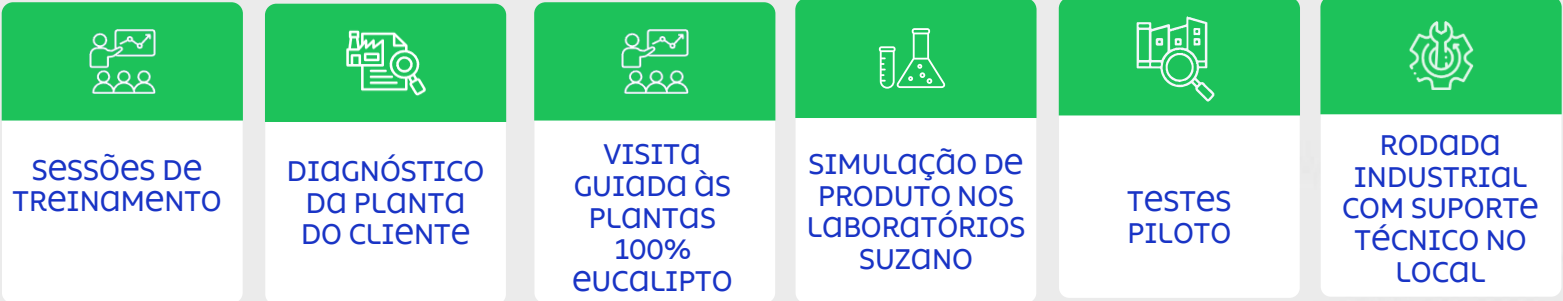 SESSÕES DE
TREINAMENTO
DIAGNÓSTICO
DA PLANTA
DO CLIENTE
VISITA
GUIADA ÀS
PLANTAS
100%
EUCALIPTO
SIMULAÇÃO DE
PRODUTO NOS
LABORATÓRIOS
SUZANO
TESTES
PILOTO
RODADA
INDUSTRIAL
COM SUPORTE
TÉCNICO NO
LOCAL